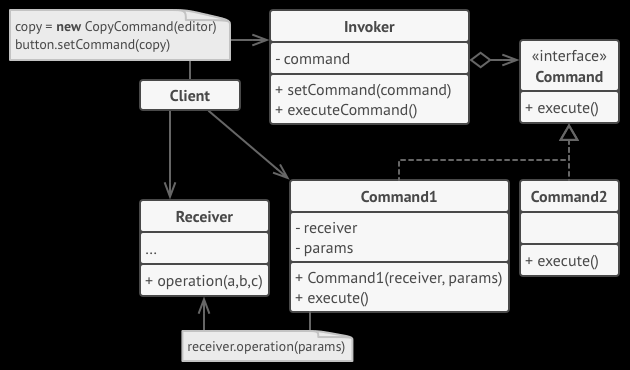 copy = new CopyCommand(editor)
button.setCommand(copy)
Invoker
- command
+ setCommand(command)
+ executeCommand()
«interface»
Command
+ execute()
Client
Receiver
...
+ operation(a,b,c)
Command1
- receiver
- params
+ Command1(receiver, params)
+ execute()
Command2
+ execute()
receiver.operation(params)